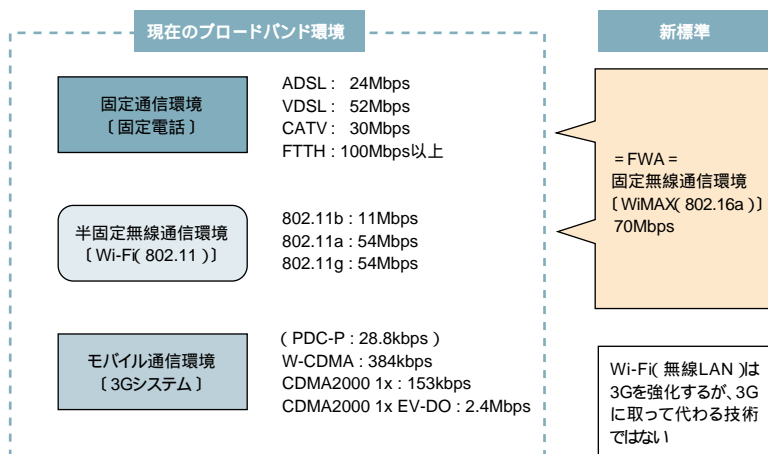 現在のブロードバンド環境
新標準
固定通信環境
〔 固定電話 〕
ADSL : 24Mbps
VDSL : 52Mbps
CATV : 30Mbps
FTTH : 100Mbps以上
半固定無線通信環境
〔 Wi-Fi( 802.11 )〕
802.11b : 11Mbps
802.11a : 54Mbps
802.11g : 54Mbps
モバイル通信環境
〔 3Gシステム 〕
( PDC-P : 28.8kbps )
W-CDMA : 384kbps
CDMA2000 1x : 153kbps
CDMA2000 1x EV-DO : 2.4Mbps
= FWA =
固定無線通信環境
〔 WiMAX( 802.16a )〕
70Mbps
Wi-Fi( 無線LAN )は
3Gを強化するが、3G
に取って代わる技術
ではない